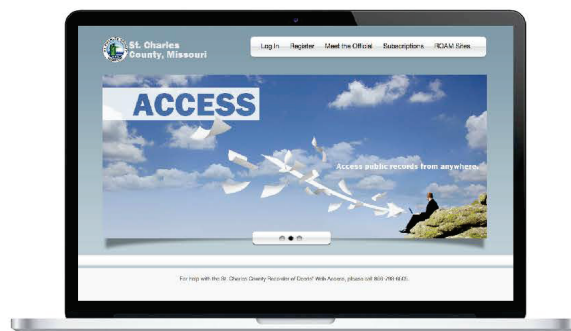 St. Charles
County, Missouri
Log In Register Meet the Official Subscriptions ROAM Sites
ACCESS
Access public records from anywhere.
For help with the St. Charles County Recorder of Deeds' Web Access, please call